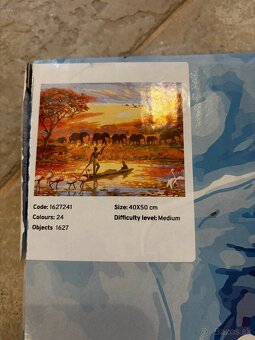 Code: 1627241
Size: 40X50 cm
Colours: 24
Difficulty level: Medium
Objects 1627